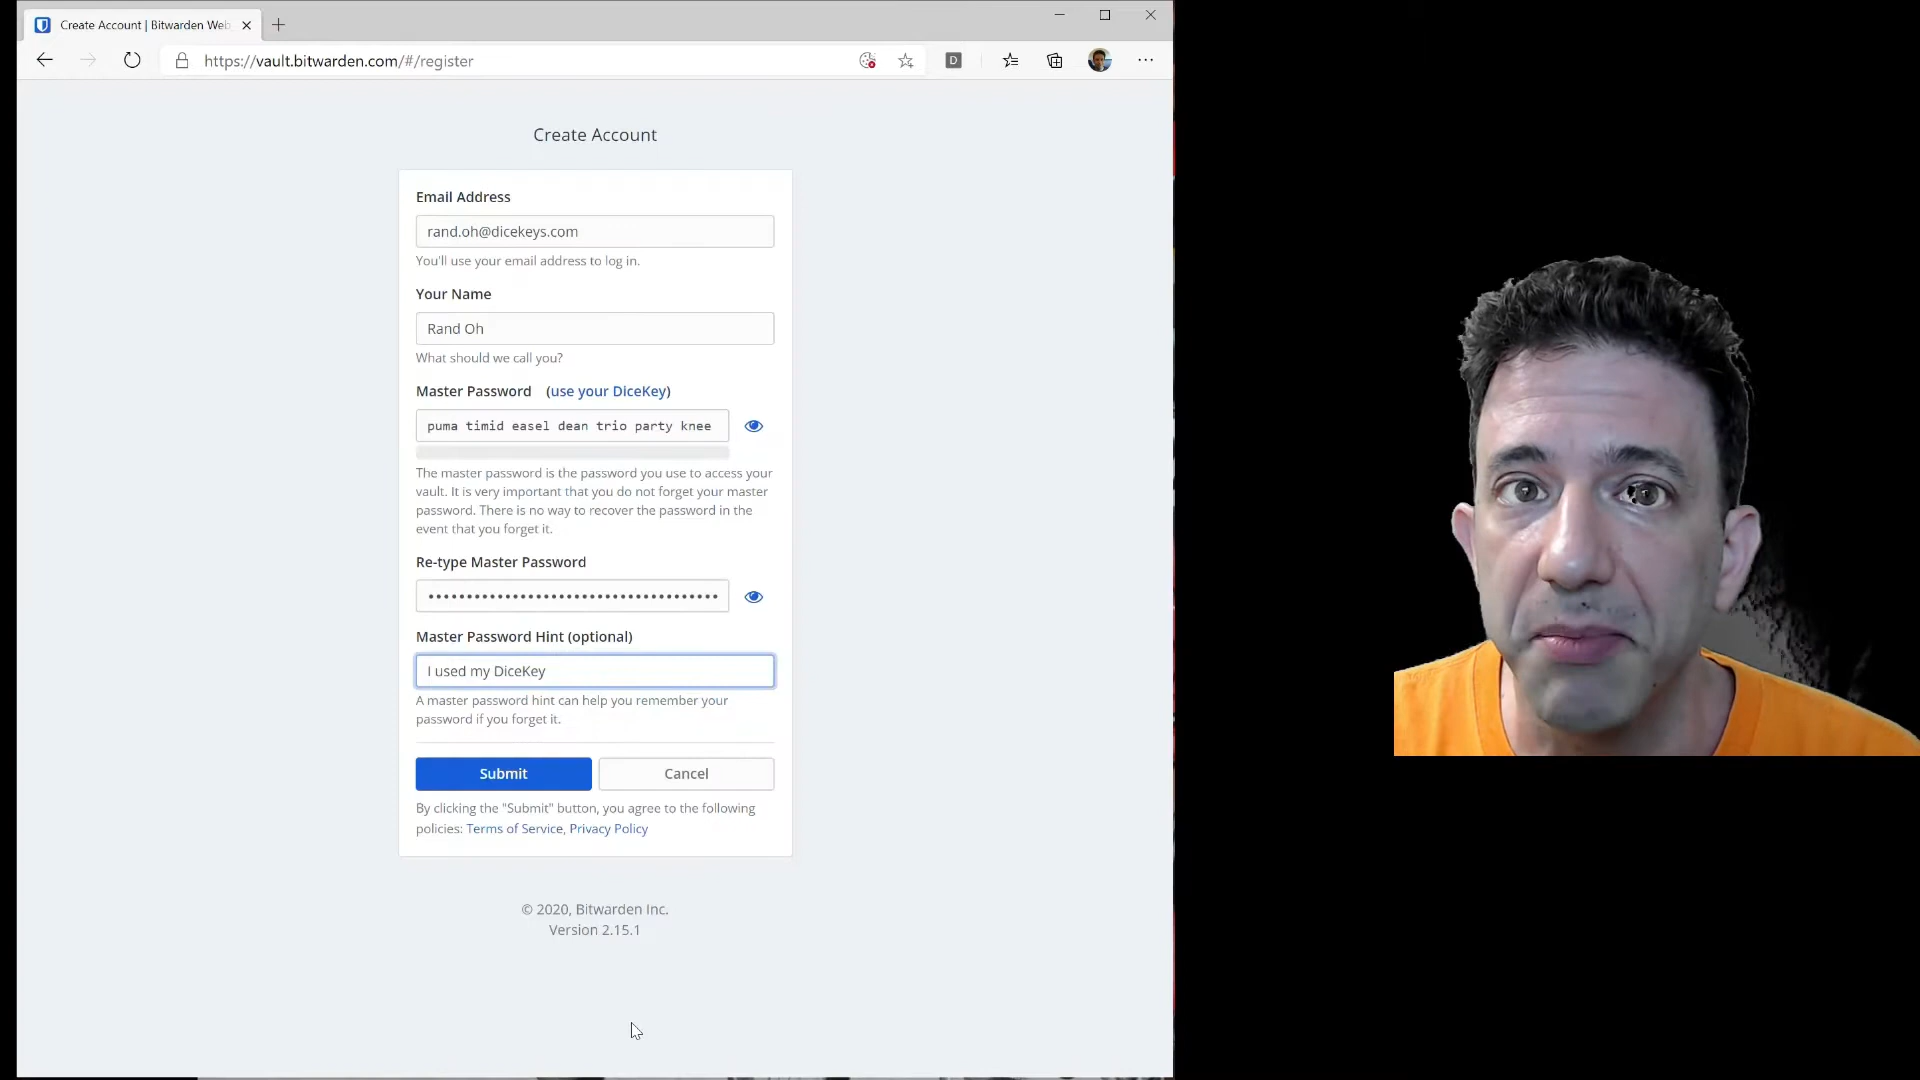 Create Account | Bitwarden Web
https://vault.bitwarden.com/#/register
D
Create Account
Email Address
rand.oh@dicekeys.com
You'll use your email address to log in.
Your Name
Rand Oh
What should we call you?
Master Password (use your DiceKey)
puma timid easel dean trio party knee
The master password is the password you use to access your
vault. It is very important that you do not forget your master
password. There is no way to recover the password in the
event that you forget it.
Re-type Master Password
Master Password Hint (optional)
I used my DiceKey
A master password hint can help you remember your
password if you forget it.
Submit
Cancel
By clicking the "Submit" button, you agree to the following
policies: Terms of Service, Privacy Policy
© 2020, Bitwarden Inc.
Version 2.15.1